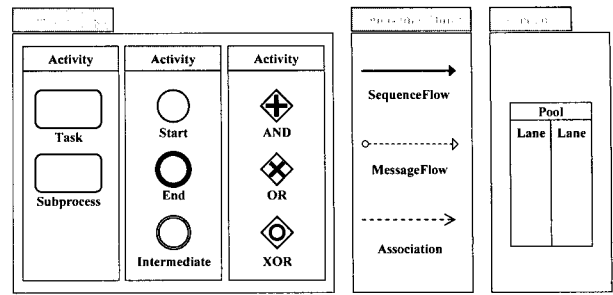 Activity
Task
Subprocess
Activity
Start
End
Intermediate
Activity
AND
OR
XOR
SequenceFlow
MessageFlow
Association
Pool
Lane Lane